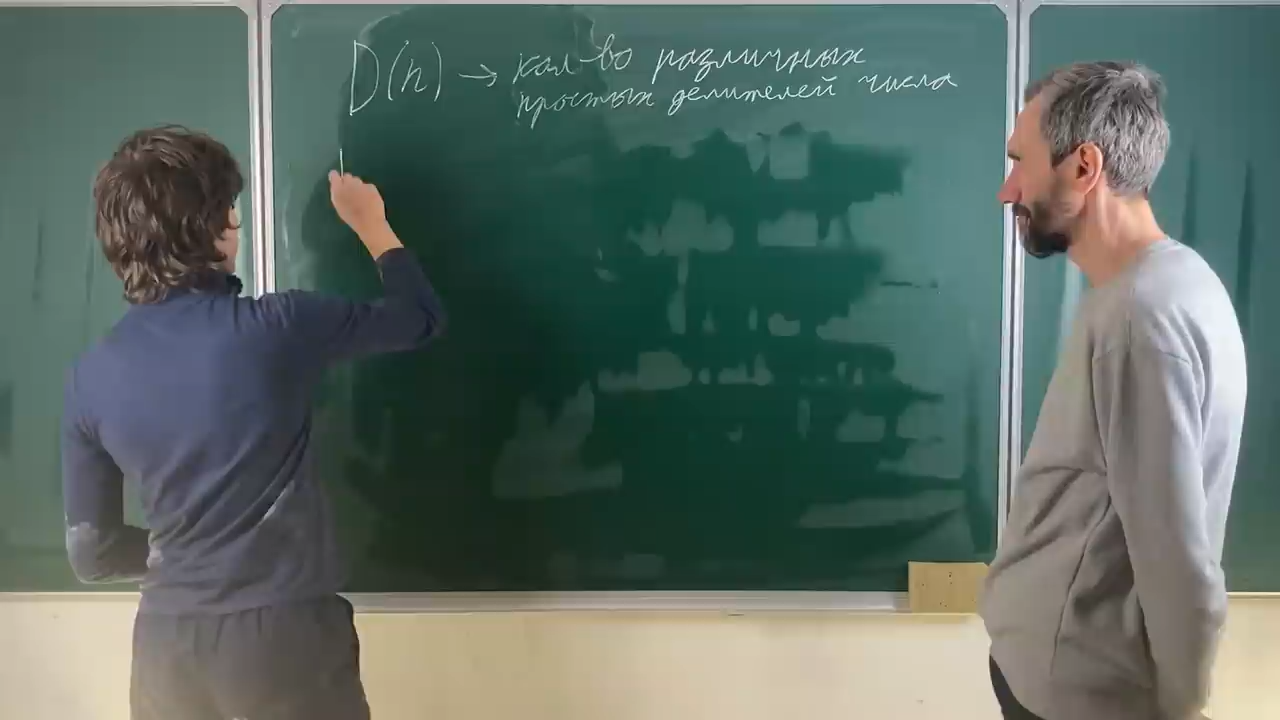 D(n) → кол-во различных
простых делителей числа